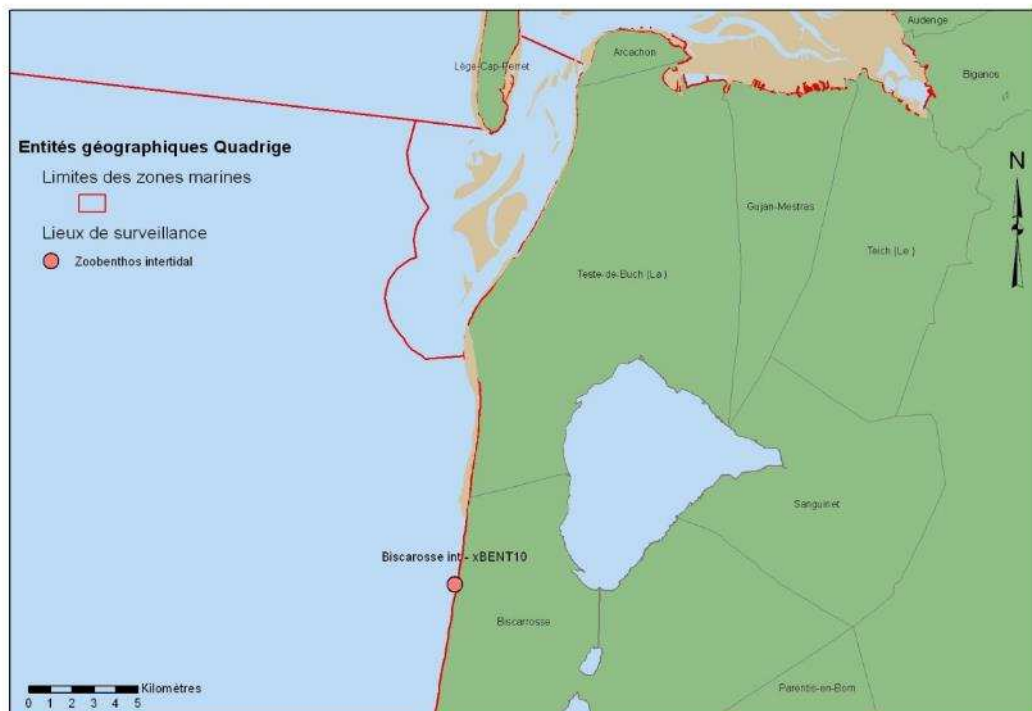 Audenge
Arcachon
Lège-Cap-Ferret
Biganos
Entités géographiques Quadrige
Limites des zones marines
Lieux de surveillance
Zoobenthos intertidal
N
Gujan-Mestras
Teste-de-Buch (La)
Teich (Le)
Sanguinet
Biscarosse int - xBENT10
Biscarrosse
Parentis-en-Born
Kilomètres
0 1 2 3 4 5